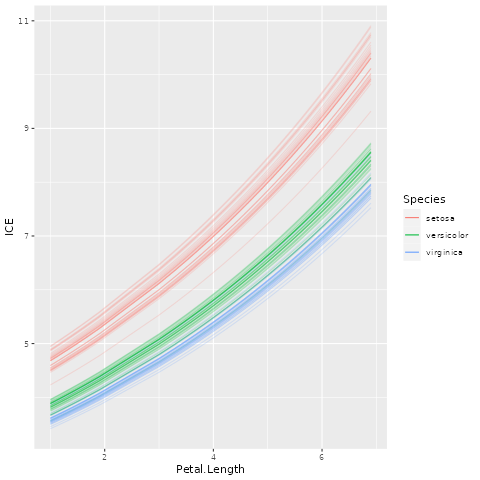 11
9
7
5
ICE
2
4
6
Petal.Length
Species
setosa
versicolor
virginica